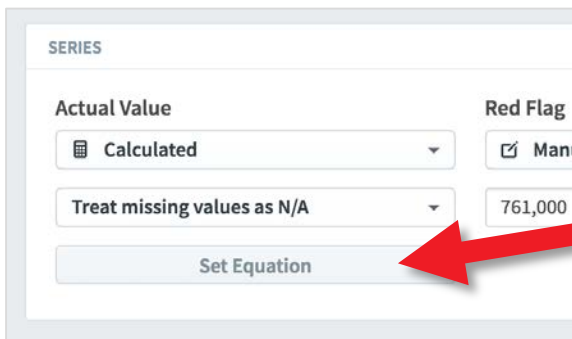 SERIES
Actual Value
Red Flag
Calculated
Treat missing values as N/A
761,000
Set Equation